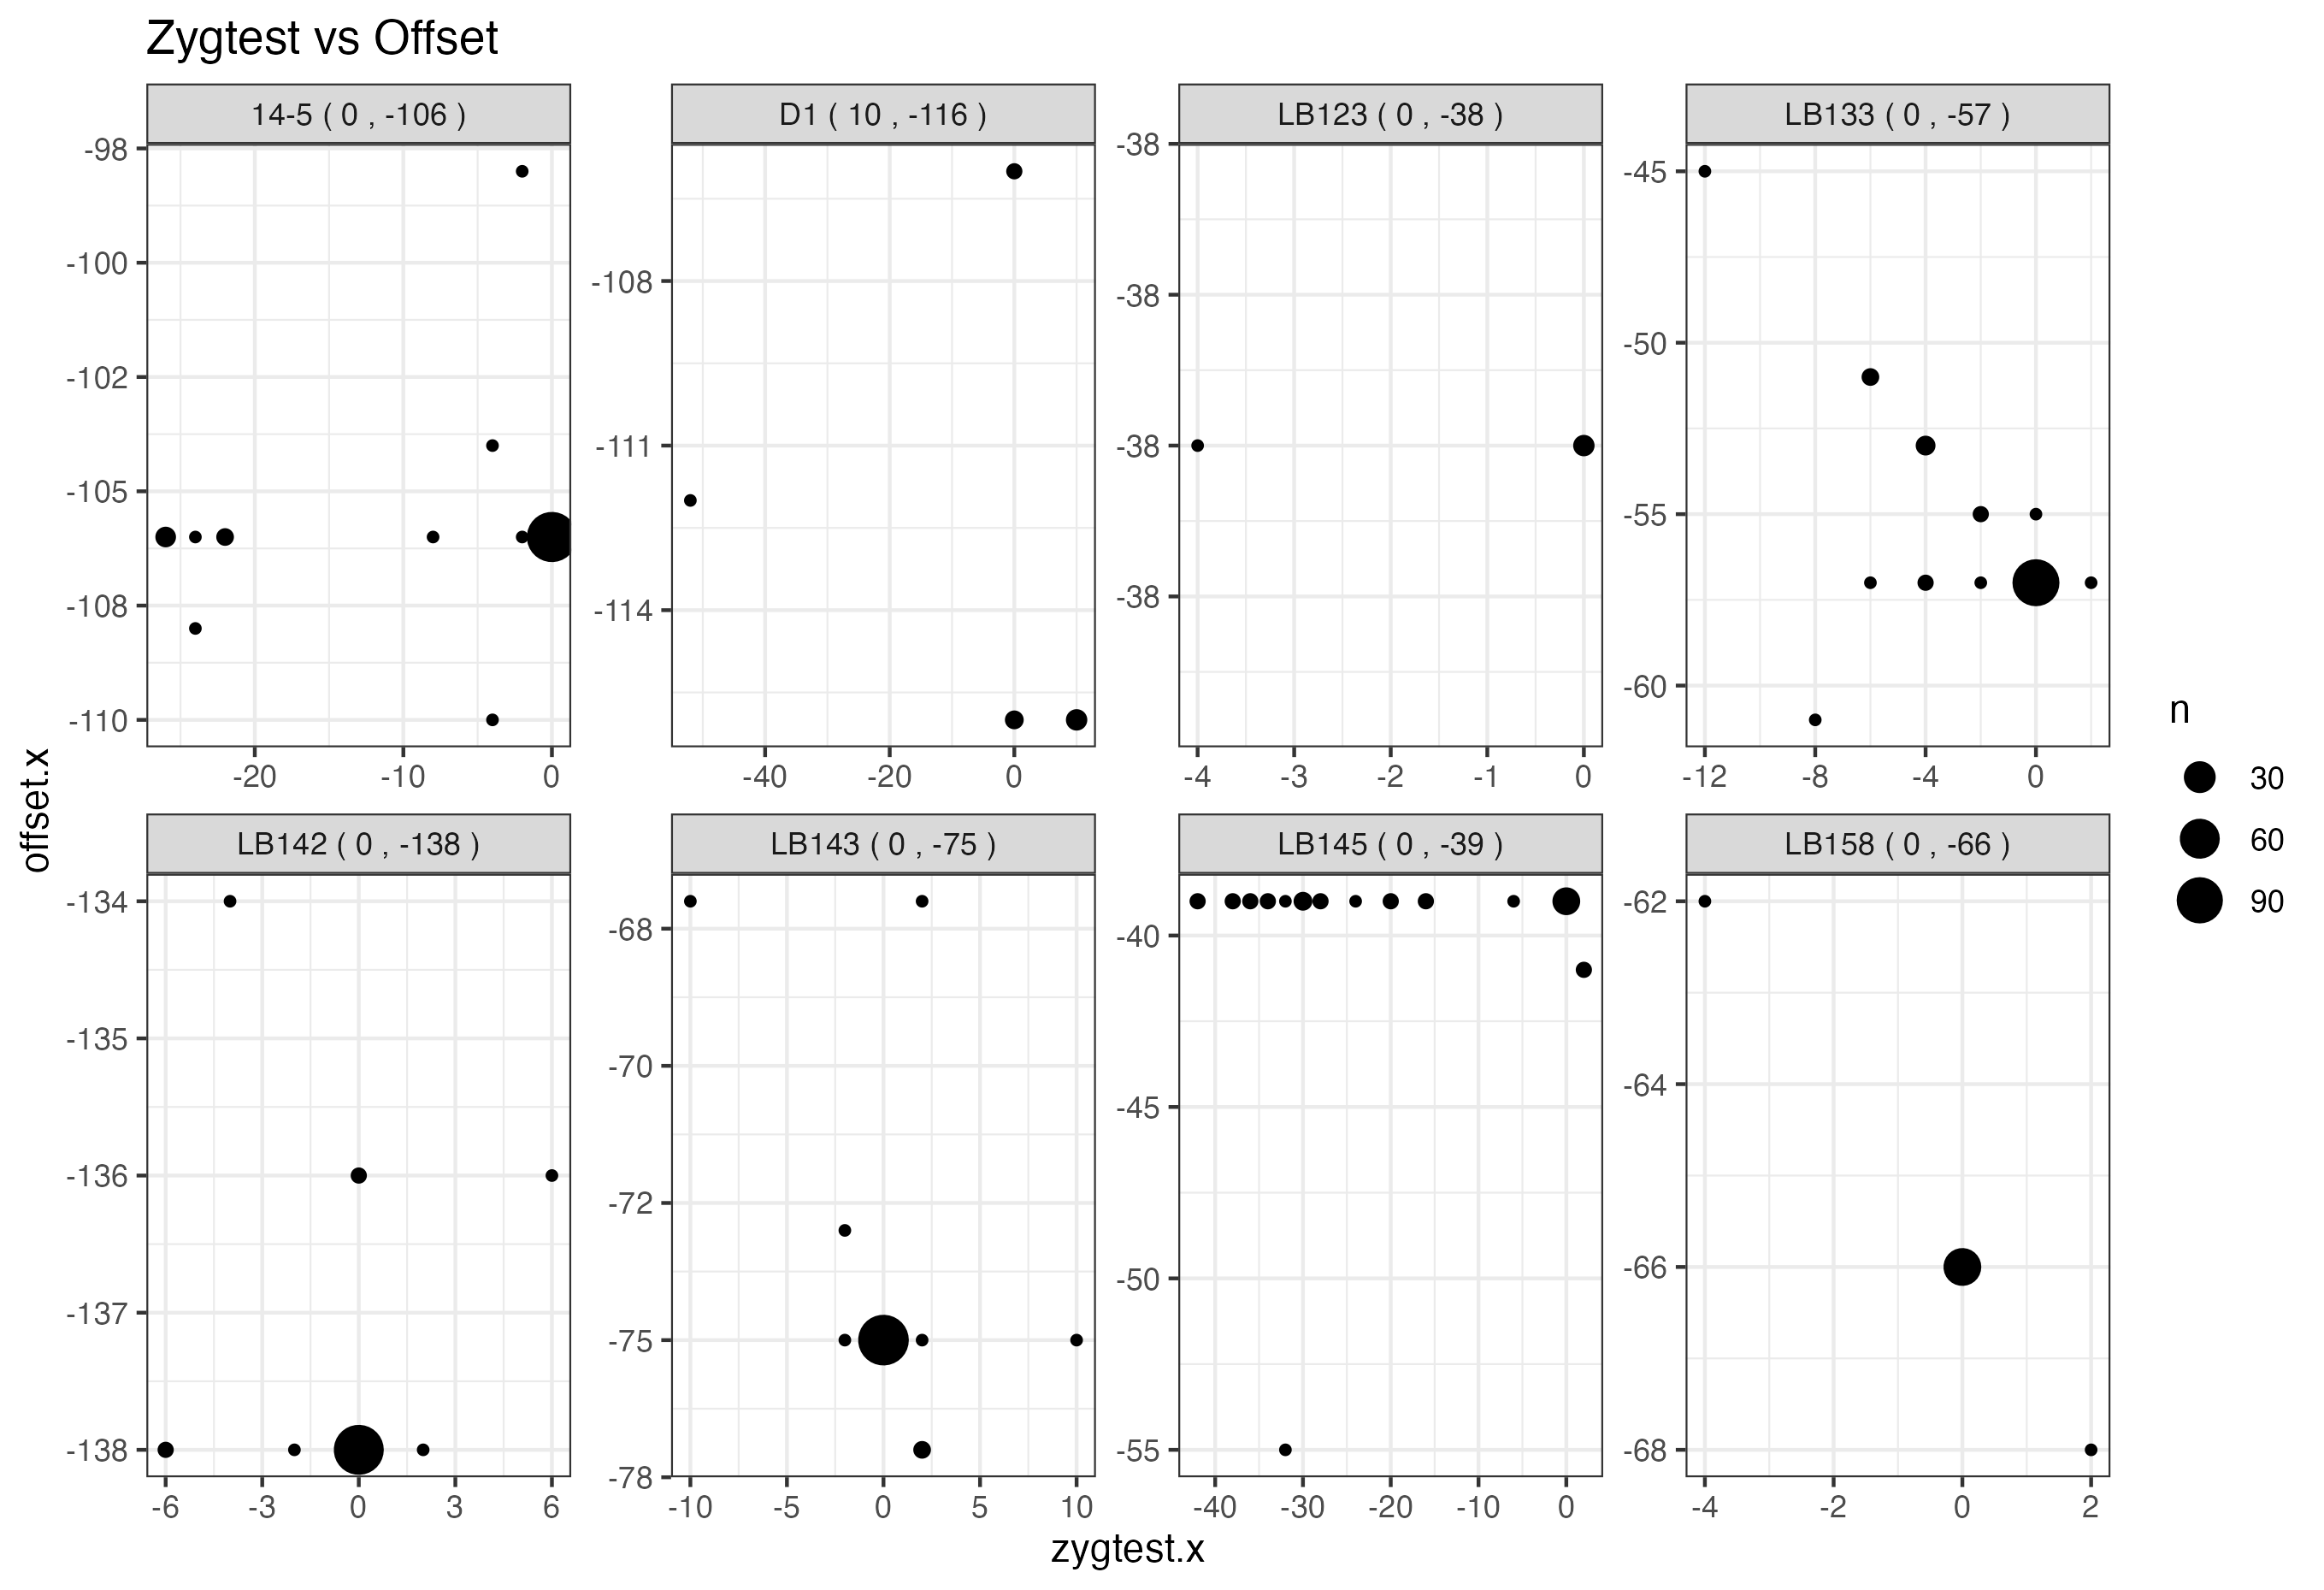 Zygtest vs Offset
14-5 ( 0 , -106 )
D1 ( 10 , -116 )
LB123 ( 0 , -38 )
LB133 ( 0 , -57 )
-98
-100
-102
-105
-108
-110
-108
-111
-114
-38
-38
-38
-38
-45
-50
-55
-60
-20 -10 0
-40 -20 0
-4 -3 -2 -1 0
-12 -8 -4 0
LB142 ( 0 , -138 )
LB143 ( 0 , -75 )
LB145 ( 0 , -39 )
LB158 ( 0 , -66 )
-134
-135
-136
-137
-138
-68
-70
-72
-75
-78
-40
-45
-50
-55
-62
-64
-66
-68
-6 -3 0 3 6
-10 -5 0 5 10
-40 -30 -20 -10 0
-4 -2 0 2
offset.x
zygtest.x
n
30
60
90